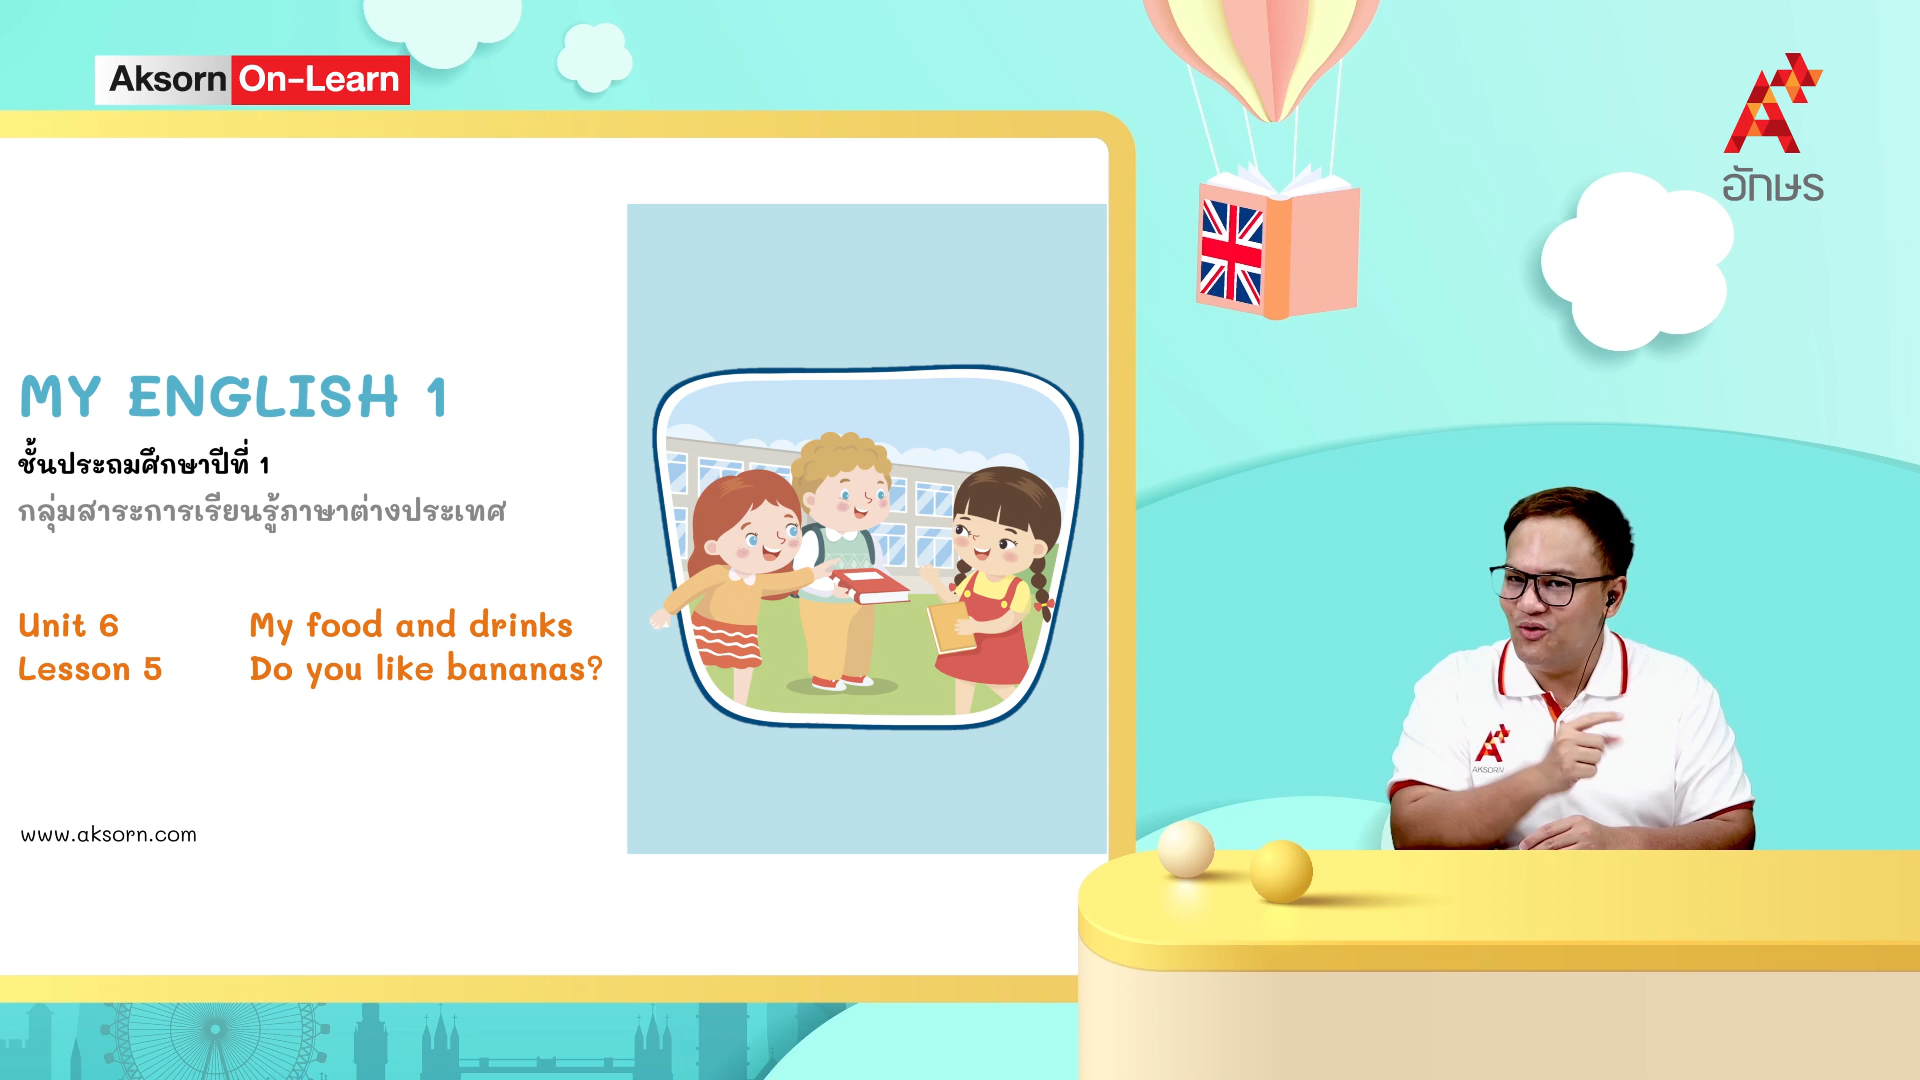 Aksorn On-Learn
อักษร
MY ENGLISH 1
ชั้นประถมศึกษาปีที่ 1
กลุ่มสาระการเรียนรู้ภาษาต่างประเทศ
Unit 6 My food and drinks
Lesson 5 Do you like bananas?
www.aksorn.com
AKSORN